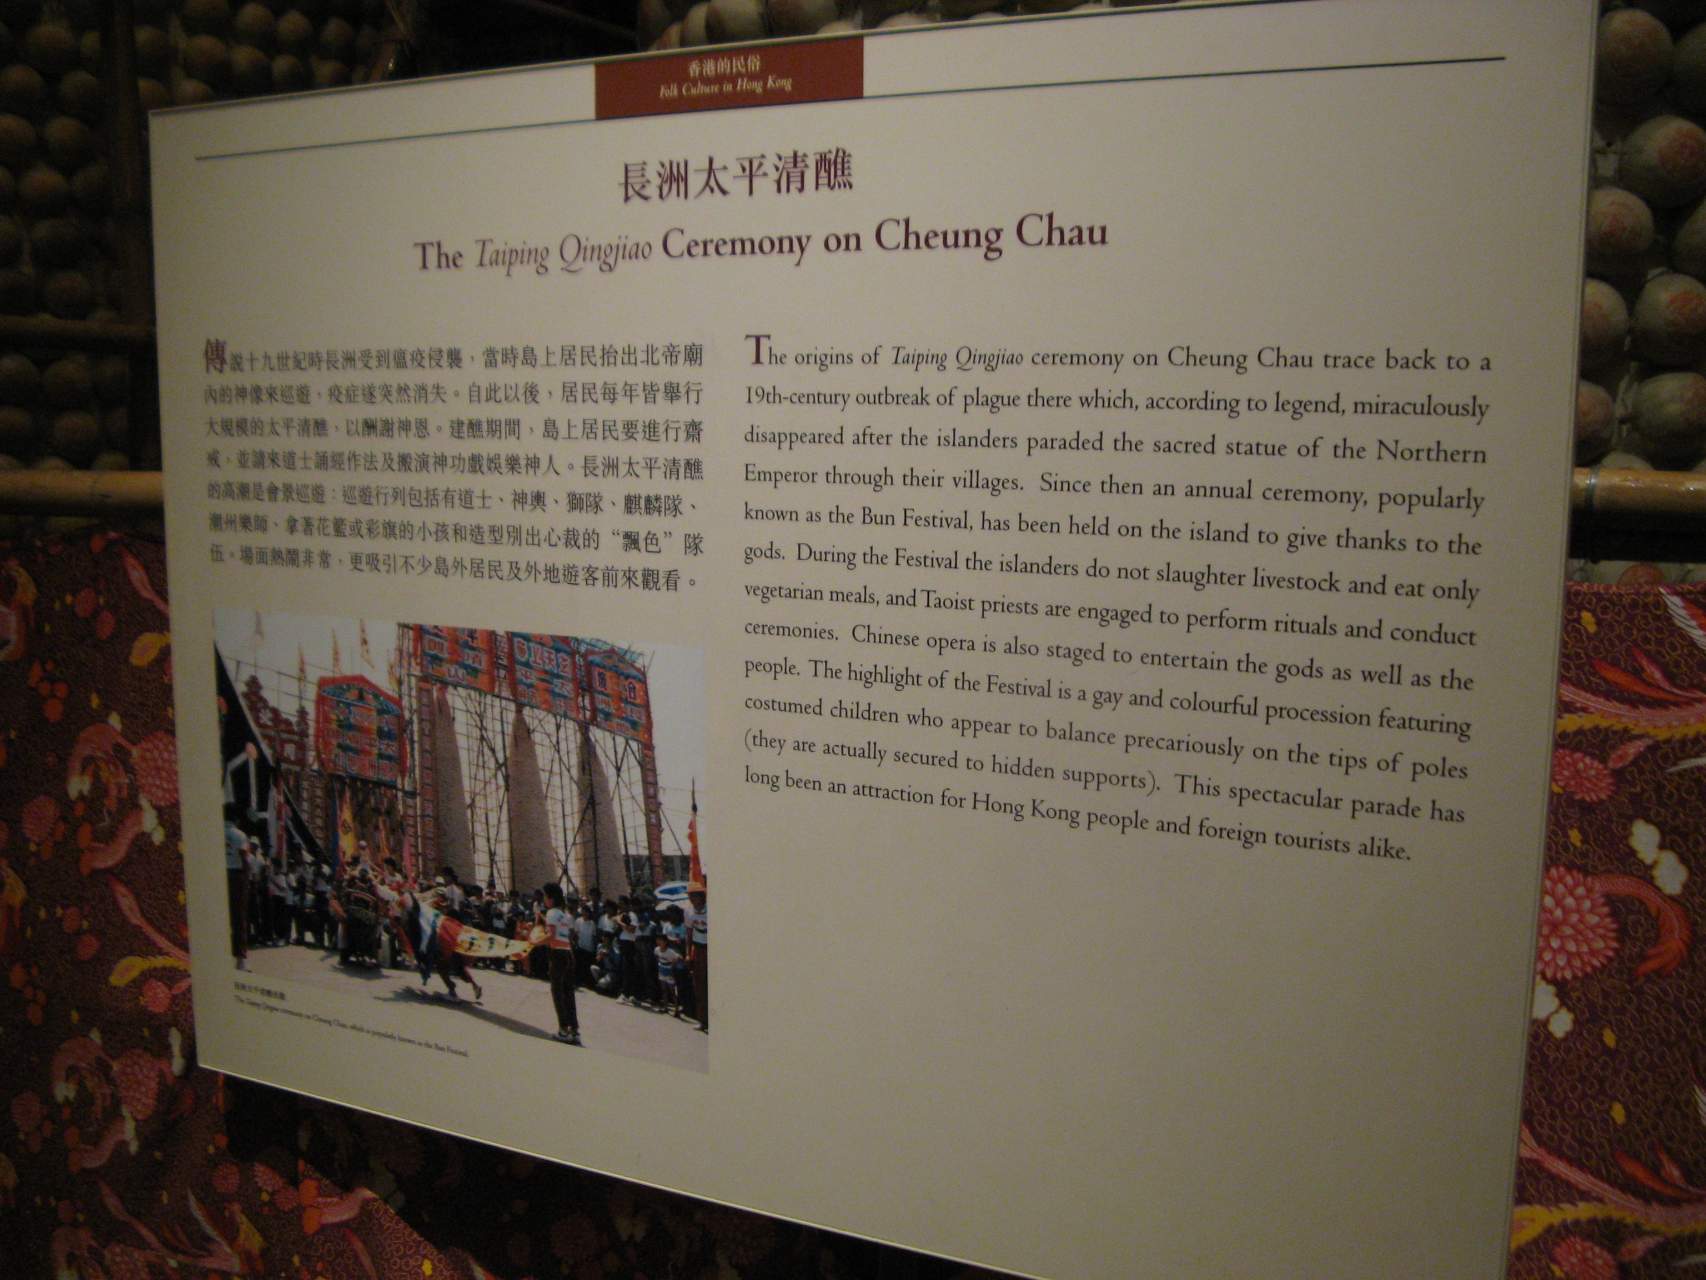 香港的民俗
Folk Culture in Hong Kong
長洲太平清醮
The Taiping Qingjiao Ceremony on Cheung Chau
傳說十九世紀時長洲受到瘟疫侵襲，當時島上居民抬出北帝廟
內的神像來巡遊，疫症遂突然消失。自此以後，居民每年皆舉行
大規模的太平清醮，以酬謝神恩。建醮期間，島上居民要進行齋
戒，並請來道士誦經作法及搬演神功戲娛樂神人。長洲太平清醮
的高潮是會景巡遊：巡遊行列包括有道士、神輿、獅隊、麒麟隊、
潮州樂師、拿著花籃或彩旗的小孩和造型別出心裁的“飄色”隊
伍。場面熱鬧非常，更吸引不少島外居民及外地遊客前來觀看。
The origins of Taiping Qingjiao ceremony on Cheung Chau trace back to a
19th-century outbreak of plague there which, according to legend, miraculously
disappeared after the islanders paraded the sacred statue of the Northern
Emperor through their villages. Since then an annual ceremony, popularly
known as the Bun Festival, has been held on the island to give thanks to the
gods. During the Festival the islanders do not slaughter livestock and eat only
vegetarian meals, and Taoist priests are engaged to perform rituals and conduct
ceremonies. Chinese opera is also staged to entertain the gods as well as the
people. The highlight of the Festival is a gay and colourful procession featuring
costumed children who appear to balance precariously on the tips of poles
(they are actually secured to hidden supports). This spectacular parade has
long been an attraction for Hong Kong people and foreign tourists alike.
The Taiping Qingjiao ceremony on Cheung Chau, which is popularly known as the Bun Festival.